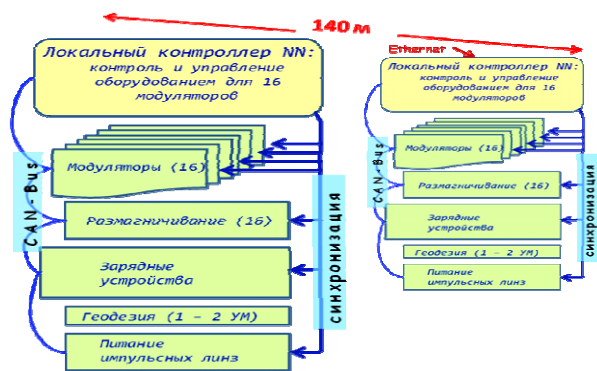 140 м
Локальный контроллер NN:
контроль и управление
оборудованием для 16
модуляторов
Модуляторы (16)
Размагничивание (16)
Зарядные
устройства
Геодезия (1 – 2 УМ)
Питание
импульсных линз
CAN-Bus
синхронизация
Ethernet
Локальный контроллер NN:
контроль и управление
оборудованием для 16
модуляторов
Модуляторы (16)
Размагничивание (16)
Зарядные
устройства
Геодезия (1 – 2 УМ)
Питание
импульсных линз
CAN-Bus
синхронизация